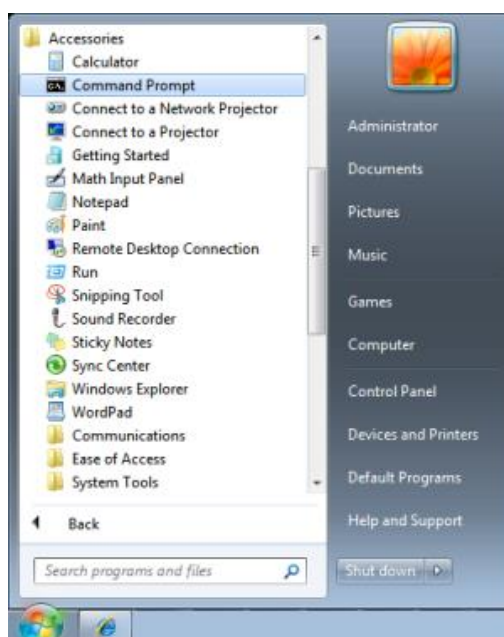 Accessories
Calculator
Command Prompt
Connect to a Network Projector
Connect to a Projector
Getting Started
Math Input Panel
Notepad
Paint
Remote Desktop Connection
Run
Snipping Tool
Sound Recorder
Sticky Notes
Sync Center
Windows Explorer
WordPad
Communications
Ease of Access
System Tools
Back
Search programs and files
Administrator
Documents
Pictures
Music
Games
Computer
Control Panel
Devices and Printers
Default Programs
Help and Support
Shut down